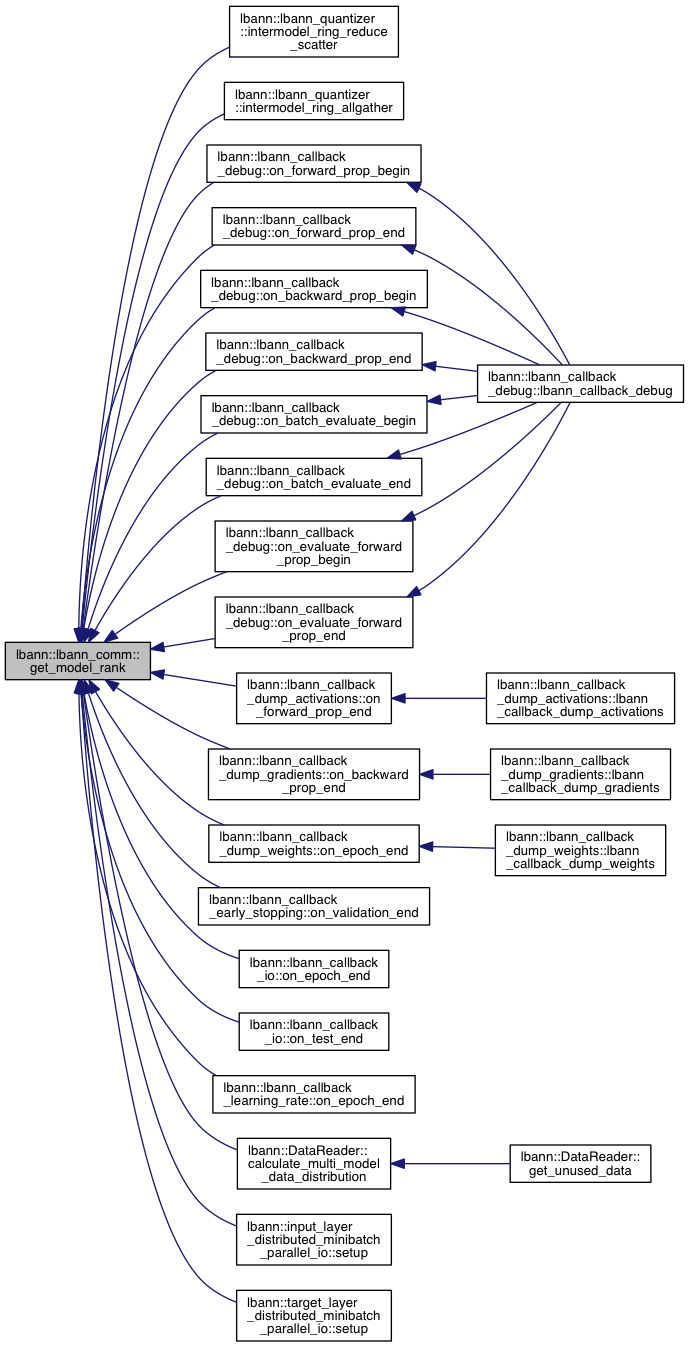 lbann::lbann_quantizer
::intermodel_ring_reduce
_scatter
lbann::lbann_quantizer
::intermodel_ring_allgather
lbann::lbann_callback
_debug::on_forward_prop_begin
lbann::lbann_callback
_debug::on_forward_prop_end
lbann::lbann_callback
_debug::on_backward_prop_begin
lbann::lbann_callback
_debug::on_backward_prop_end
lbann::lbann_callback
_debug::lbann_callback_debug
lbann::lbann_callback
_debug::on_batch_evaluate_begin
lbann::lbann_callback
_debug::on_batch_evaluate_end
lbann::lbann_callback
_debug::on_evaluate_forward
_prop_begin
lbann::lbann_callback
_debug::on_evaluate_forward
_prop_end
lbann::lbann_comm::
get_model_rank
lbann::lbann_callback
_dump_activations::on
_forward_prop_end
lbann::lbann_callback
_dump_activations::lbann
_callback_dump_activations
lbann::lbann_callback
_dump_gradients::on_backward
_prop_end
lbann::lbann_callback
_dump_gradients::lbann
_callback_dump_gradients
lbann::lbann_callback
_dump_weights::on_epoch_end
lbann::lbann_callback
_dump_weights::lbann
_callback_dump_weights
lbann::lbann_callback
_early_stopping::on_validation_end
lbann::lbann_callback
_io::on_epoch_end
lbann::lbann_callback
_io::on_test_end
lbann::lbann_callback
_learning_rate::on_epoch_end
lbann::DataReader::
calculate_multi_model
_data_distribution
lbann::DataReader::
get_unused_data
lbann::input_layer
_distributed_minibatch
_parallel_io::setup
lbann::target_layer
_distributed_minibatch
_parallel_io::setup